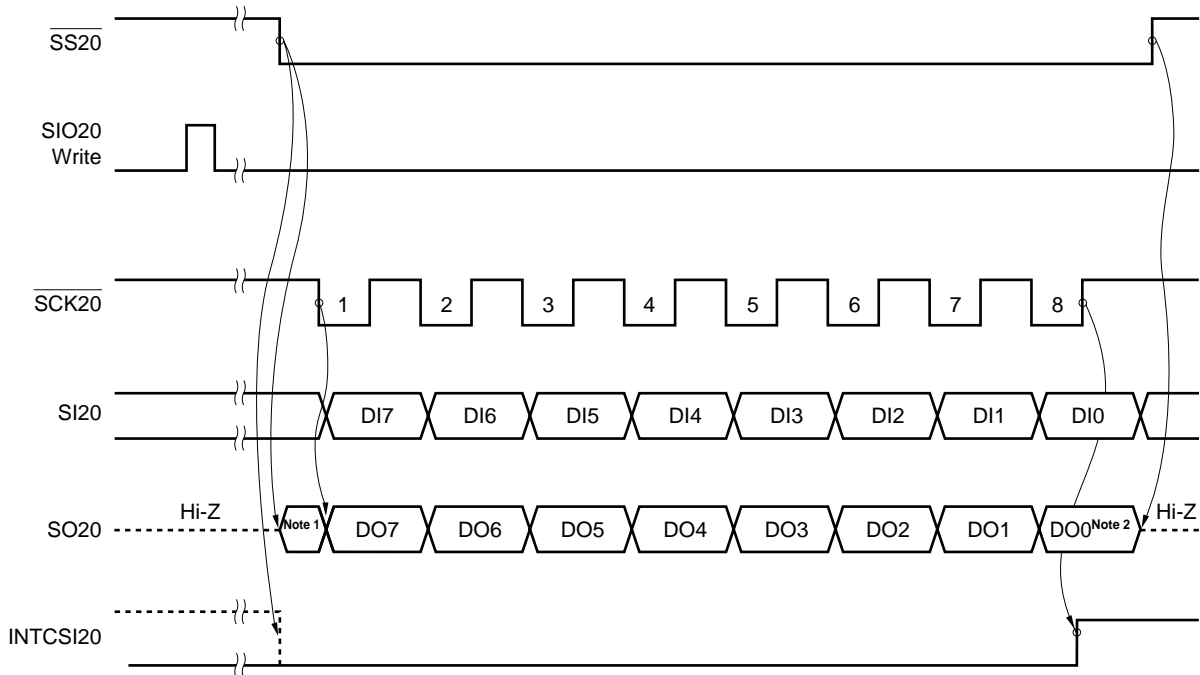 SS20
SIO20
Write
SCK20
1 2 3 4 5 6 7 8
SI20
DI7 DI6 DI5 DI4 DI3 DI2 DI1 DI0
SO20
Hi-Z Note 1 DO7 DO6 DO5 DO4 DO3 DO2 DO1 DO0 Note 2 Hi-Z
INTCSI20